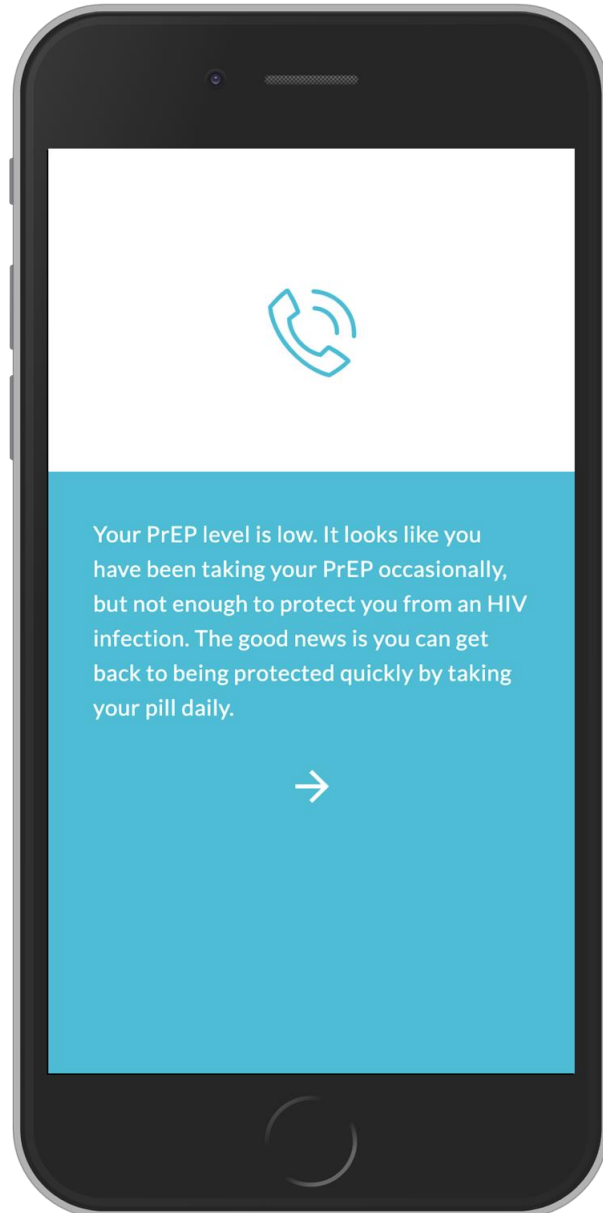 Your PrEP level is low. It looks like you
have been taking your PrEP occasionally,
but not enough to protect you from an HIV
infection. The good news is you can get
back to being protected quickly by taking
your pill daily.